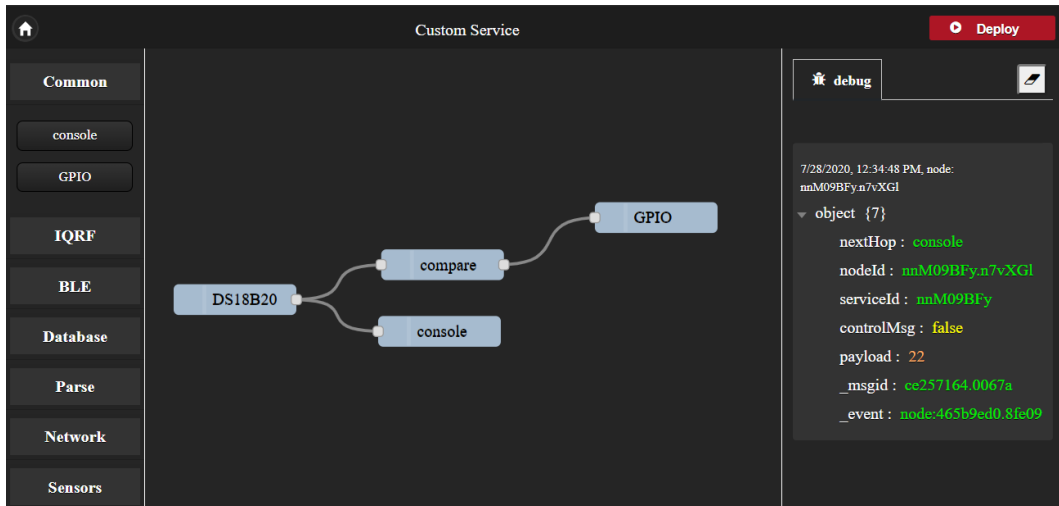 Custom Service
Deploy
Common
console
GPIO
IQRF
BLE
Database
Parse
Network
Sensors
DS18B20
compare
console
GPIO
debug
7/28/2020, 12:34:48 PM, node:
nnM09BFy.n7vXGl
object {7}
nextHop : console
nodeId : nnM09BFy.n7vXGl
serviceId : nnM09BFy
controlMsg : false
payload : 22
_msgid : ce257164.0067a
_event : node:465b9ed0.8fe09